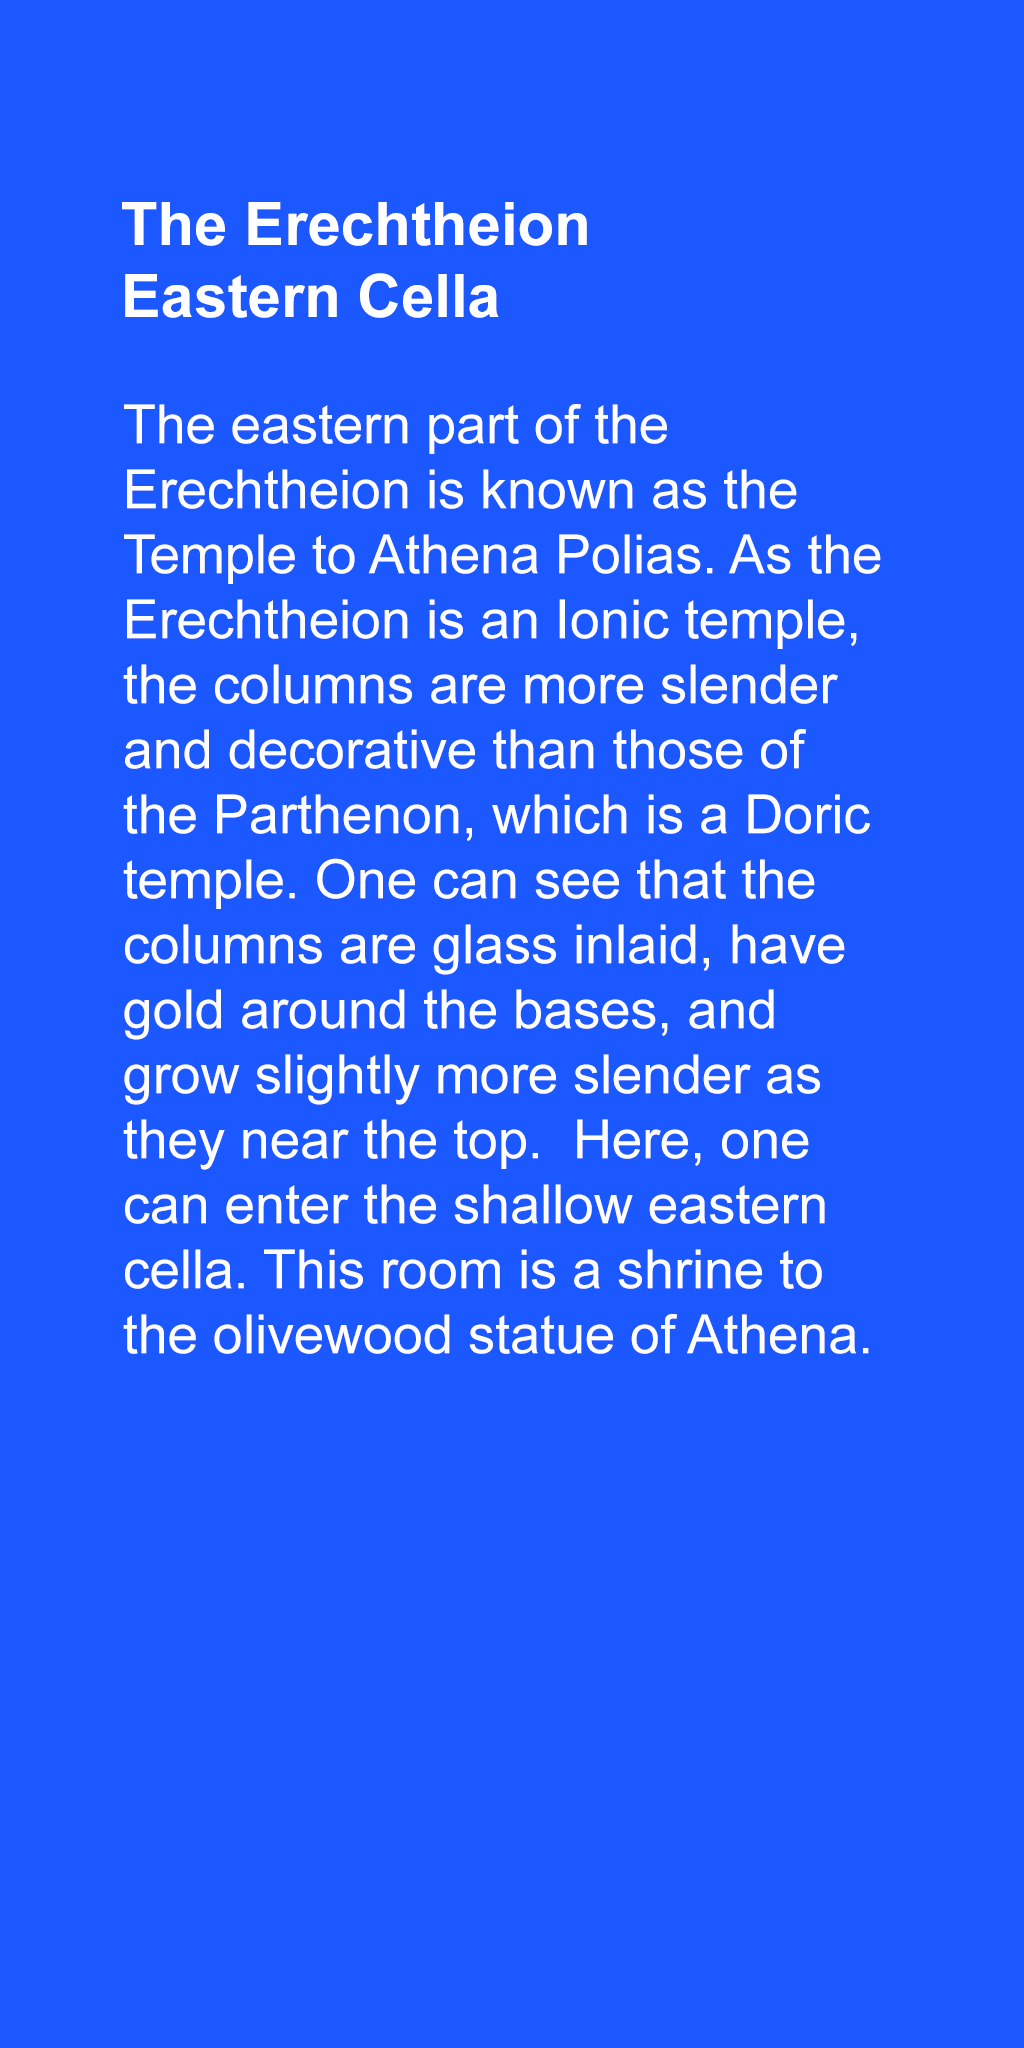 The Erechtheion
Eastern Cella
The eastern part of the
Erechtheion is known as the
Temple to Athena Polias. As the
Erechtheion is an Ionic temple,
the columns are more slender
and decorative than those of
the Parthenon, which is a Doric
temple. One can see that the
columns are glass inlaid, have
gold around the bases, and
grow slightly more slender as
they near the top.  Here, one
can enter the shallow eastern
cella. This room is a shrine to
the olivewood statue of Athena.